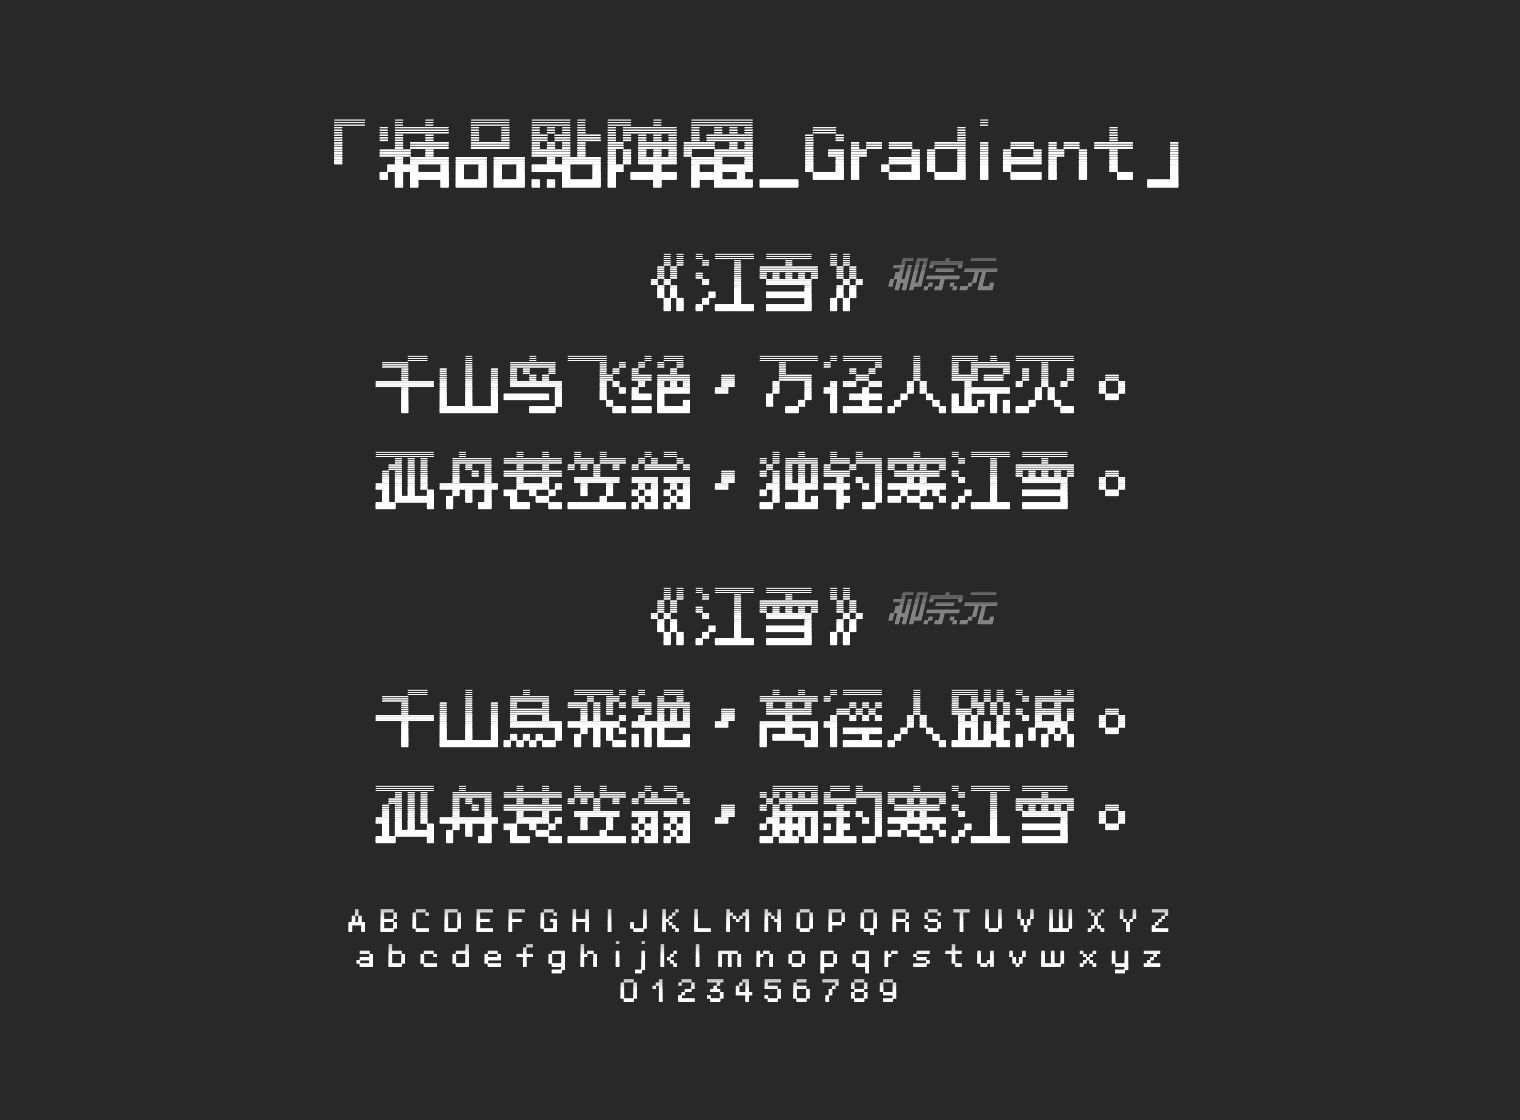 「精品點陣體_Gradient」
《江雪》 柳宗元
千山鸟飞绝，万径人踪灭。
孤舟蓑笠翁，独钓寒江雪。
《江雪》 柳宗元
千山鳥飛絕，萬徑人蹤滅。
孤舟蓑笠翁，獨釣寒江雪。
A B C D E F G H I J K L M N O P Q R S T U V W X Y Z
a b c d e f g h i j k l m n o p q r s t u v w x y z
0 1 2 3 4 5 6 7 8 9